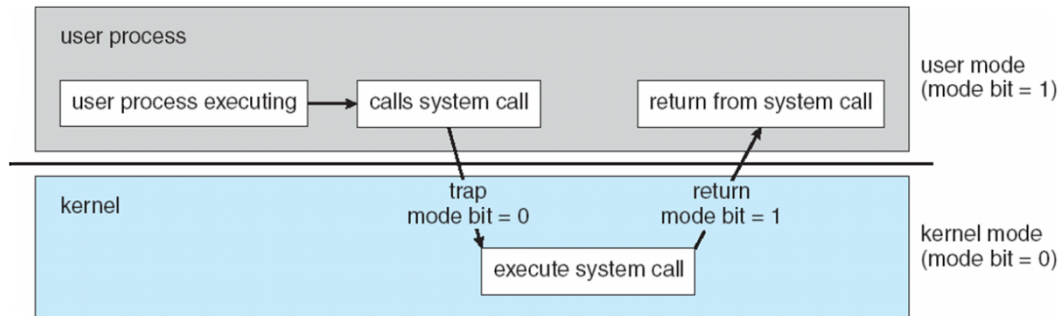 user process
user process executing
calls system call
return from system call
user mode
(mode bit = 1)
trap
mode bit = 0
return
mode bit = 1
kernel
execute system call
kernel mode
(mode bit = 0)